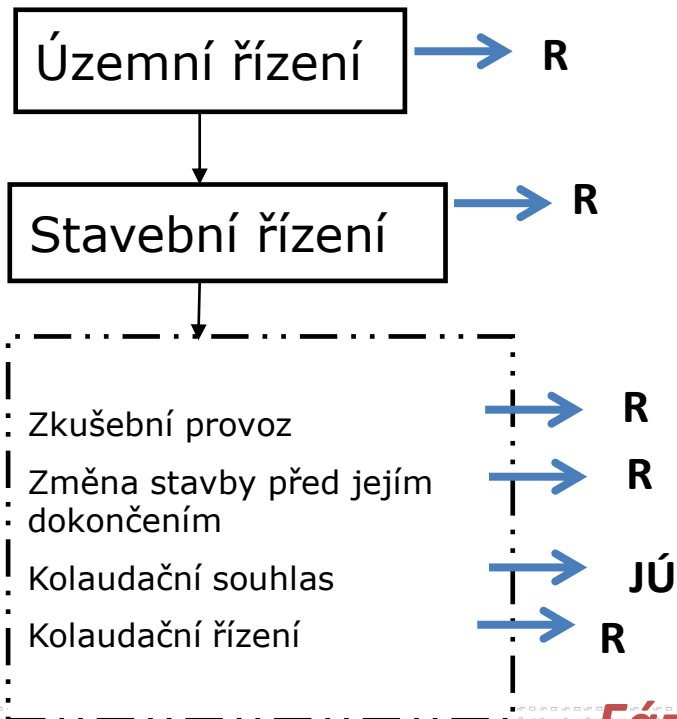 Územní řízení R
Stavební řízení R
Zkušební provoz R
Změna stavby před jejím R
dokončením
Kolaudační souhlas JÚ
Kolaudační řízení R